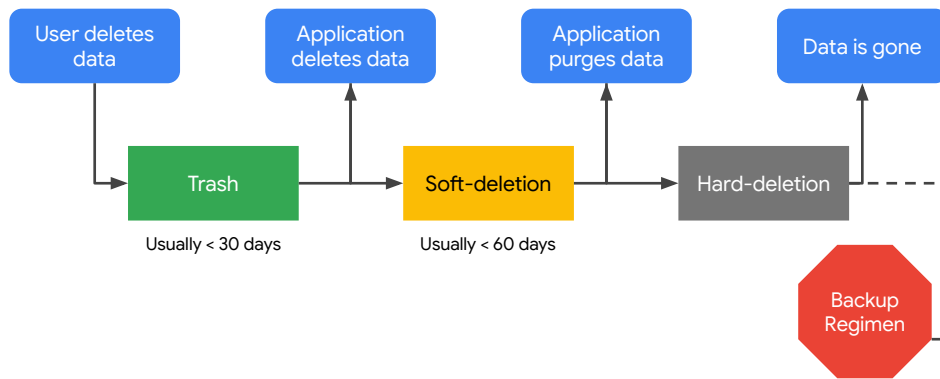 User deletes
data
Application
deletes data
Application
purges data
Data is gone
Trash
Soft-deletion
Hard-deletion
Usually < 30 days
Usually < 60 days
Backup
Regimen